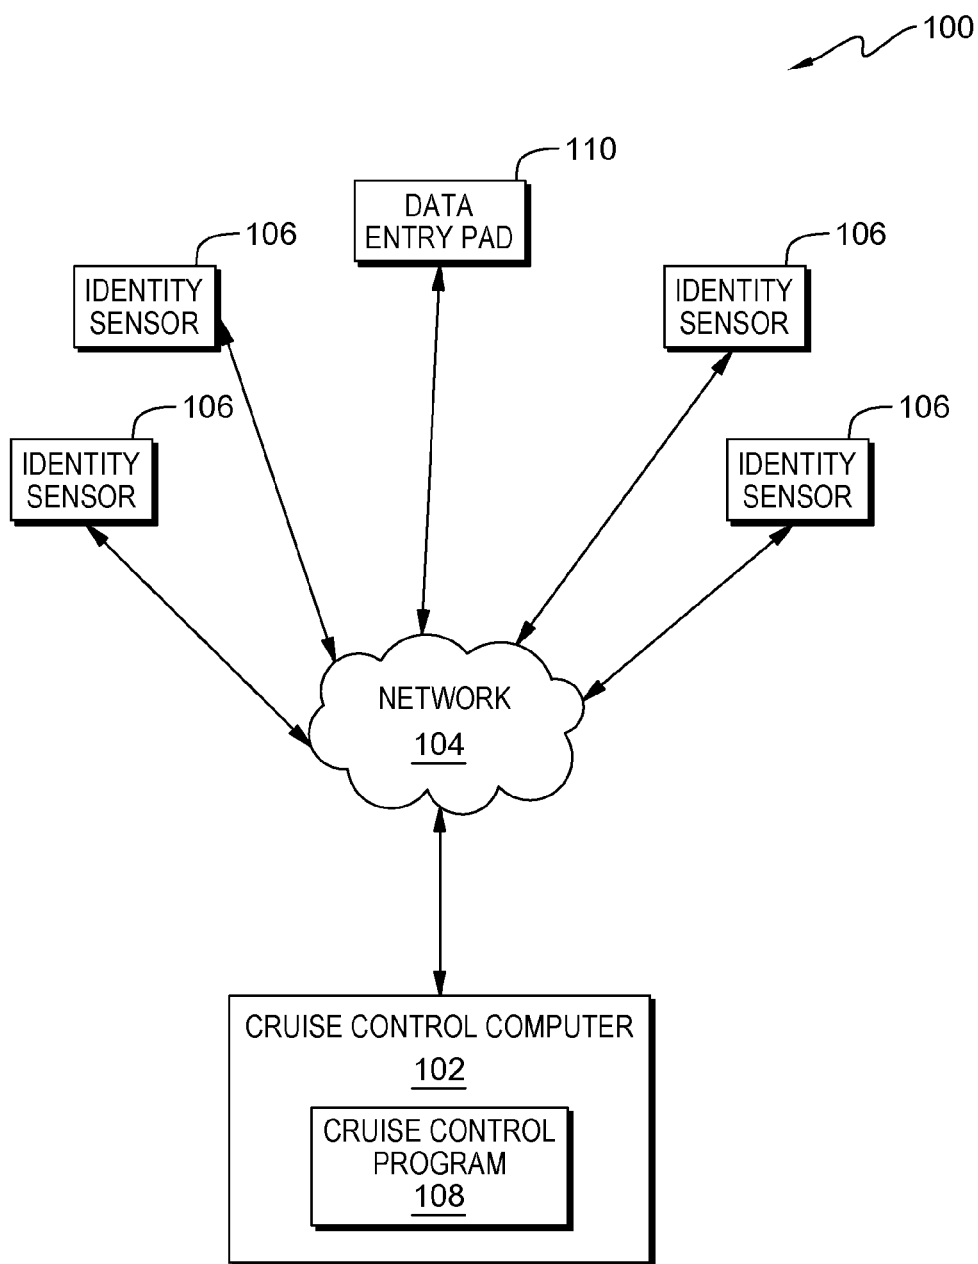 100
110
DATA
ENTRY PAD
106
IDENTITY
SENSOR
106
IDENTITY
SENSOR
106
IDENTITY
SENSOR
106
IDENTITY
SENSOR
NETWORK
104
CRUISE CONTROL COMPUTER
102
CRUISE CONTROL
PROGRAM
108